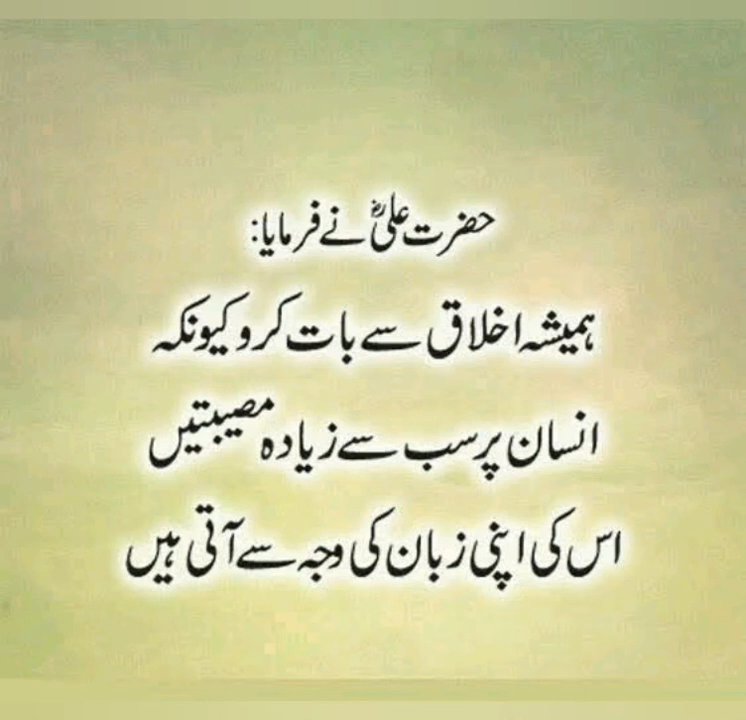 حضرت علیؓ نے فرمایا:
ہمیشہ اخلاق سے بات کرو کیونکہ
انسان پر سب سے زیادہ مصیبتیں
اس کی اپنی زبان کی وجہ سے آتی ہیں